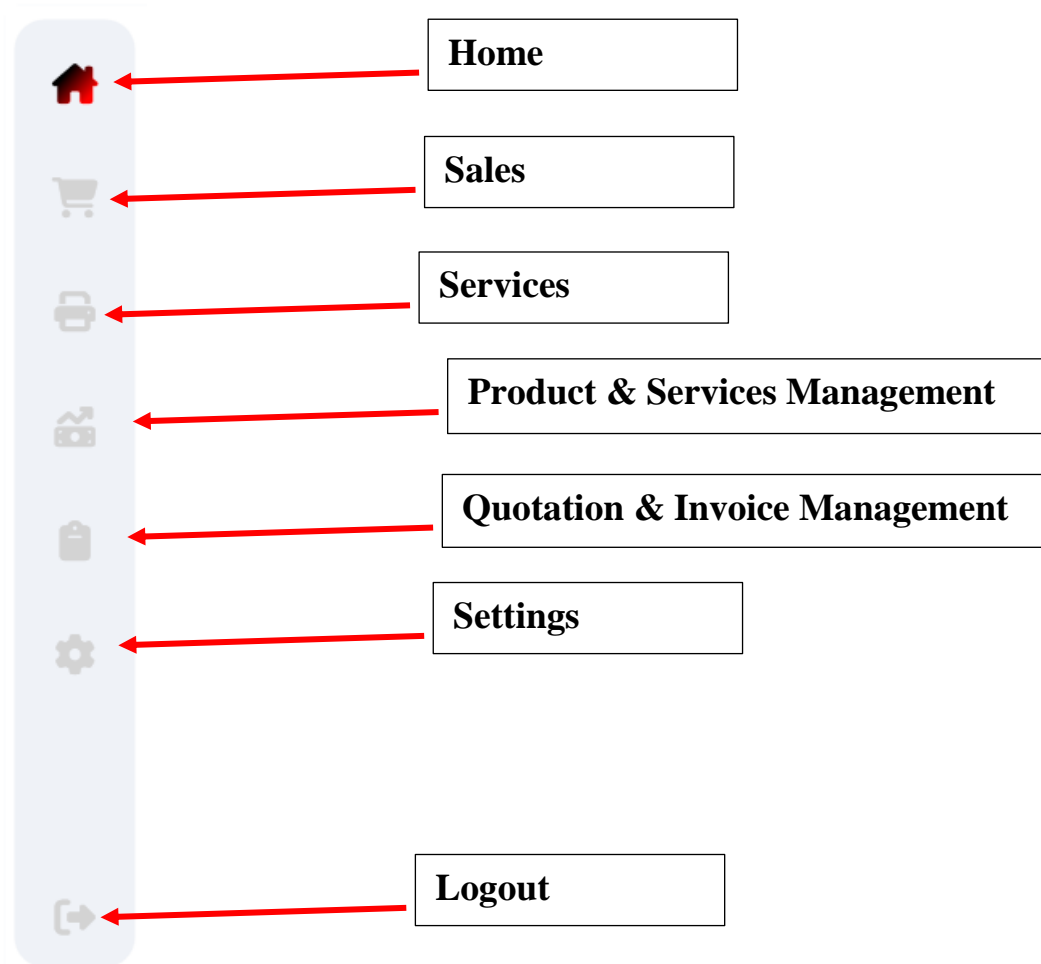 Home
Sales
Services
Product & Services Management
Quotation & Invoice Management
Settings
Logout